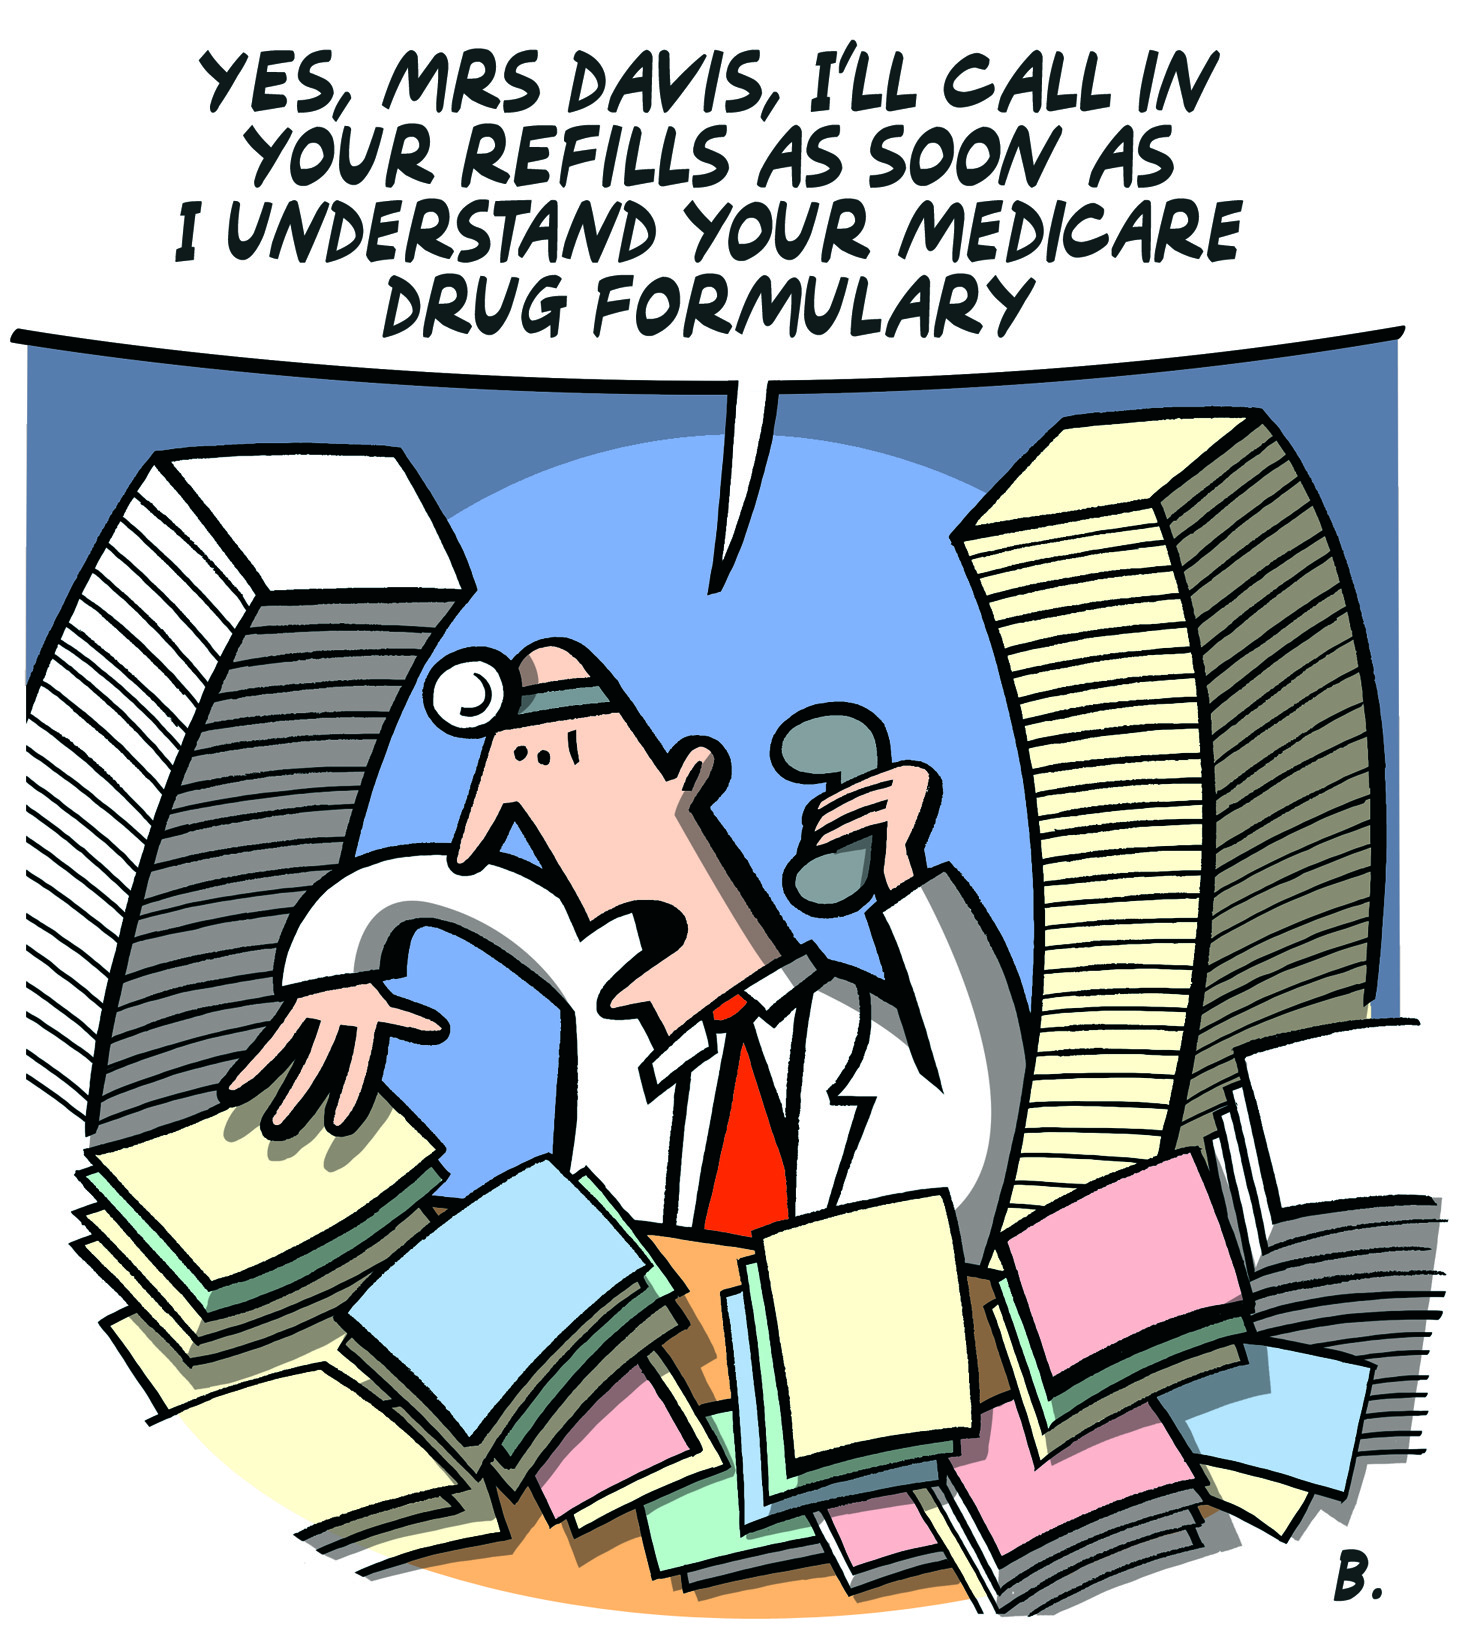 YES, MRS DAVIS, I'LL CALL IN
YOUR REFILLS AS SOON AS
I UNDERSTAND YOUR MEDICARE
DRUG FORMULARY
B.